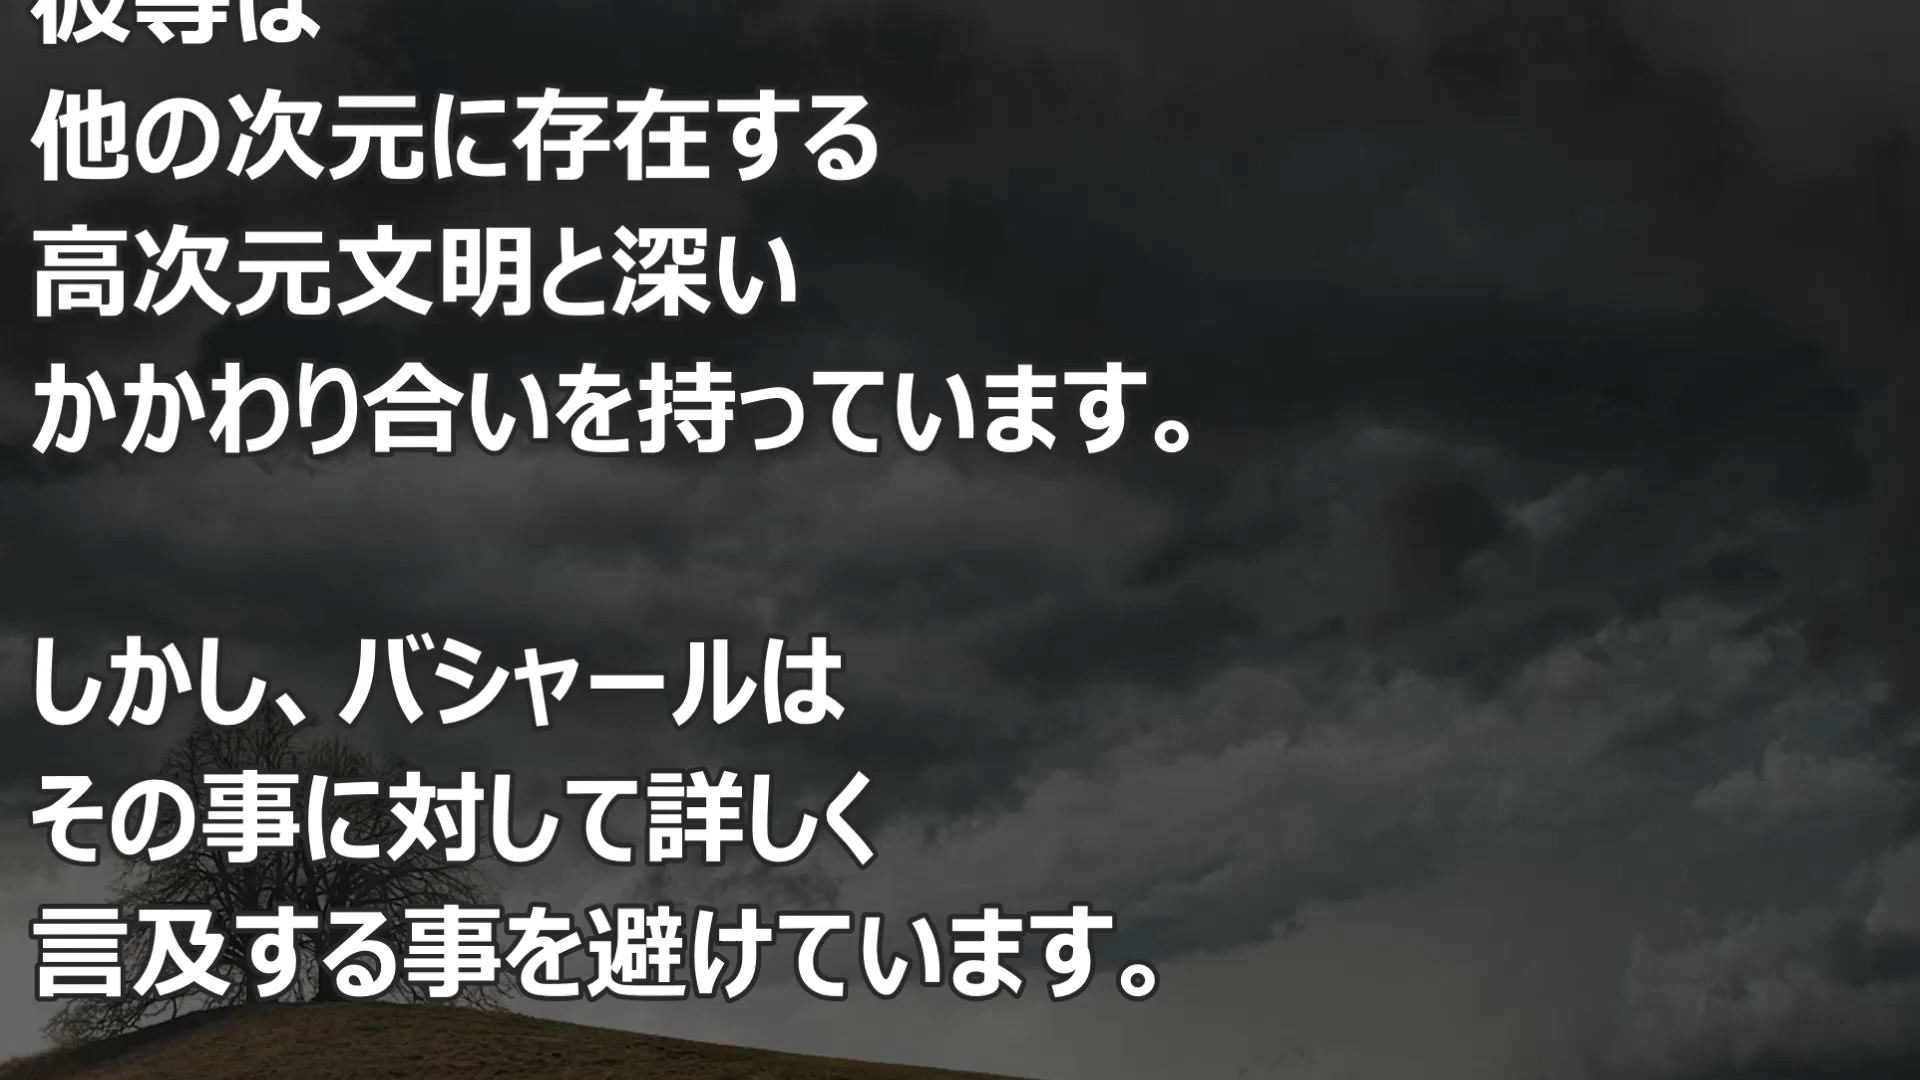 彼等は
他の次元に存在する
高次元文明と深い
かかわり合いを持っています。
しかし、バシャールは
その事に対して詳しく
言及する事を避けています。